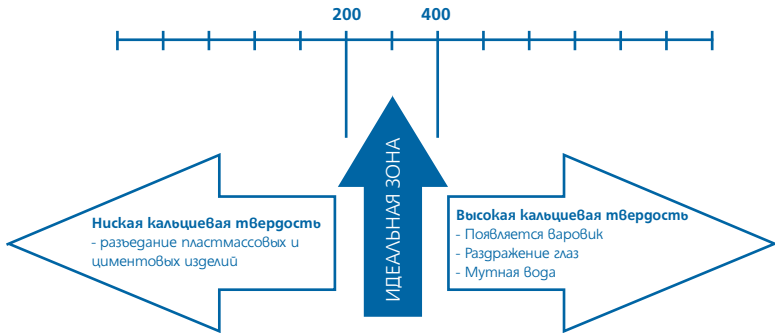 200 400
ИДЕАЛЬНАЯ ЗОНА
Ниская кальциевая твердость
- разъедание пластмассовых и
циментовых изделий
Высокая кальциевая твердость
- Появляется варовик
- Раздражение глаз
- Мутная вода